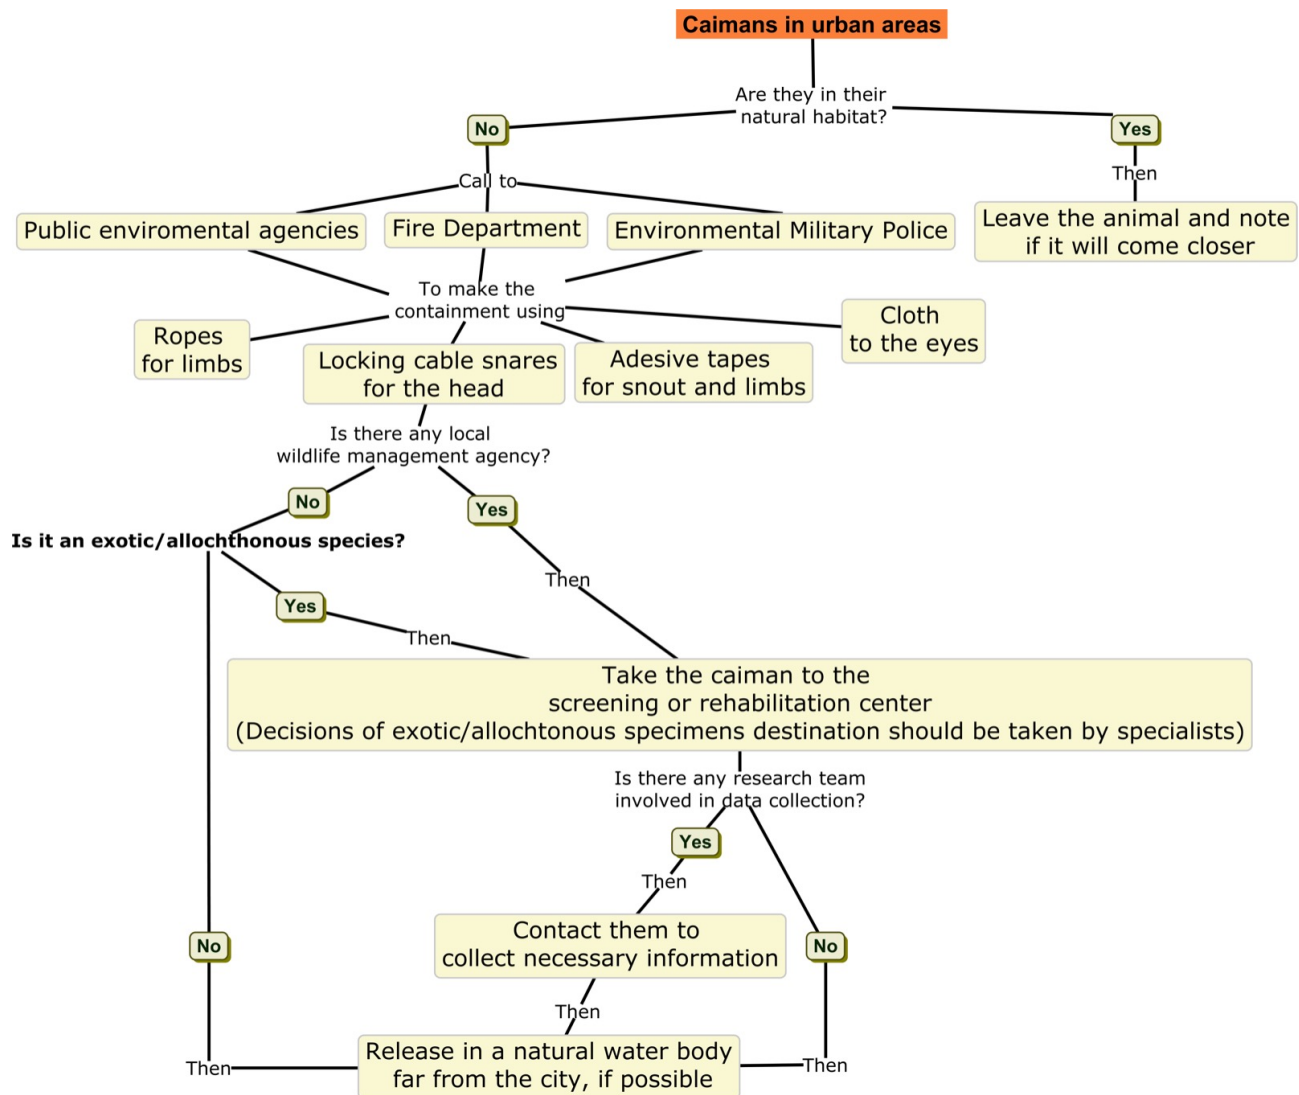 Caimans in urban areas
Are they in their
natural habitat?
No
Yes
Call to
Then
Public enviromental agencies
Fire Department
Environmental Military Police
Leave the animal and note
if it will come closer
To make the
containment using
Ropes
for limbs
Locking cable snares
for the head
Adesive tapes
for snout and limbs
Cloth
to the eyes
Is there any local
wildlife management agency?
No
Yes
Is it an exotic/allochthonous species?
Then
Yes
Then
Take the caiman to the
screening or rehabilitation center
(Decisions of exotic/allochtonous specimens destination should be taken by specialists)
Is there any research team
involved in data collection?
Yes
Then
Contact them to
collect necessary information
No
No
Then
Release in a natural water body
far from the city, if possible
Then
Then